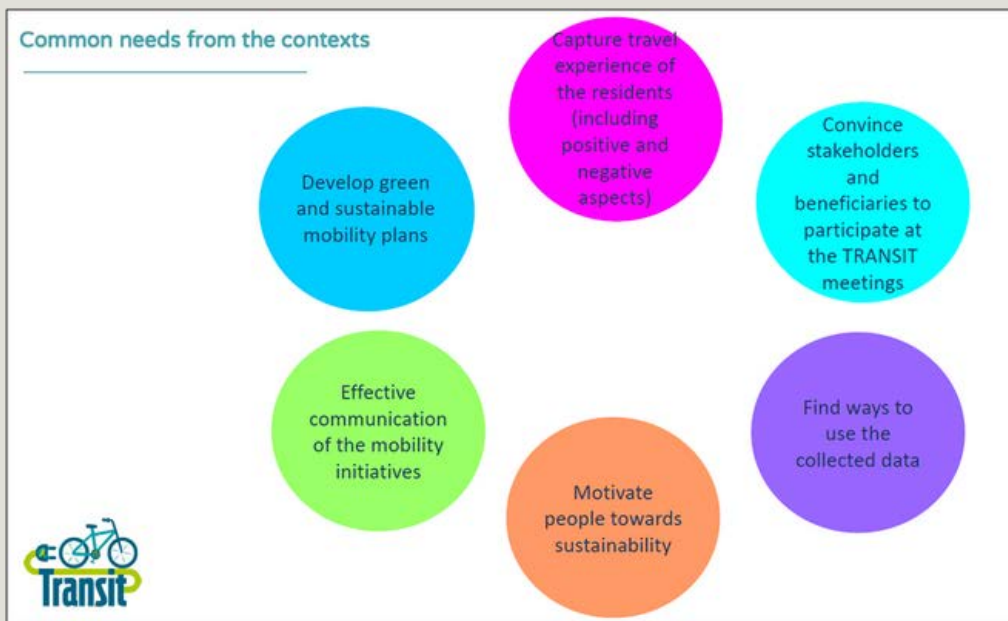 Common needs from the contexts
Capture travel
experience of
the residents
(including
positive and
negative
aspects)
Convince
stakeholders
and
beneficiaries to
participate at
the TRANSIT
meetings
Develop green
and sustainable
mobility plans
Effective
communication
of the mobility
initiatives
Motivate
people towards
sustainability
Find ways to
use the
collected data
Transit